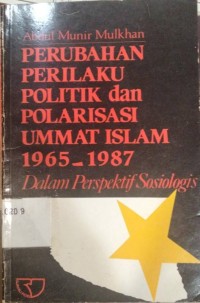 Abdul Munir Mulkhan
PERUBAHAN
PERILAKU
POLITIK dan
POLARISASI
UMMAT ISLAM
1965-1987
Dalam Perspektif Sosiologis